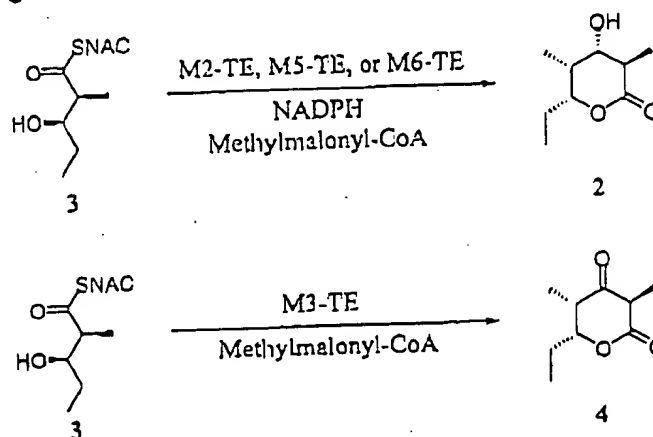 SNAC
O
HO
3
M2-TE, M5-TE, or M6-TE
NADPH
Methylmalonyl-CoA
OH
O
O
2
SNAC
O
HO
3
M3-TE
Methylmalonyl-CoA
O
O
O
4